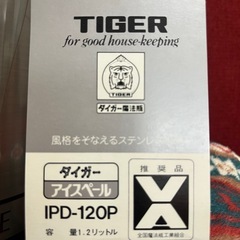 TIGER
for good house-keeping
TIGER
タイガー魔法瓶
風格をそなえるステンレ
タイガー
アイスペール
IPD-120P
容量1.2リットル
推奨品
全国魔法瓶工業組合